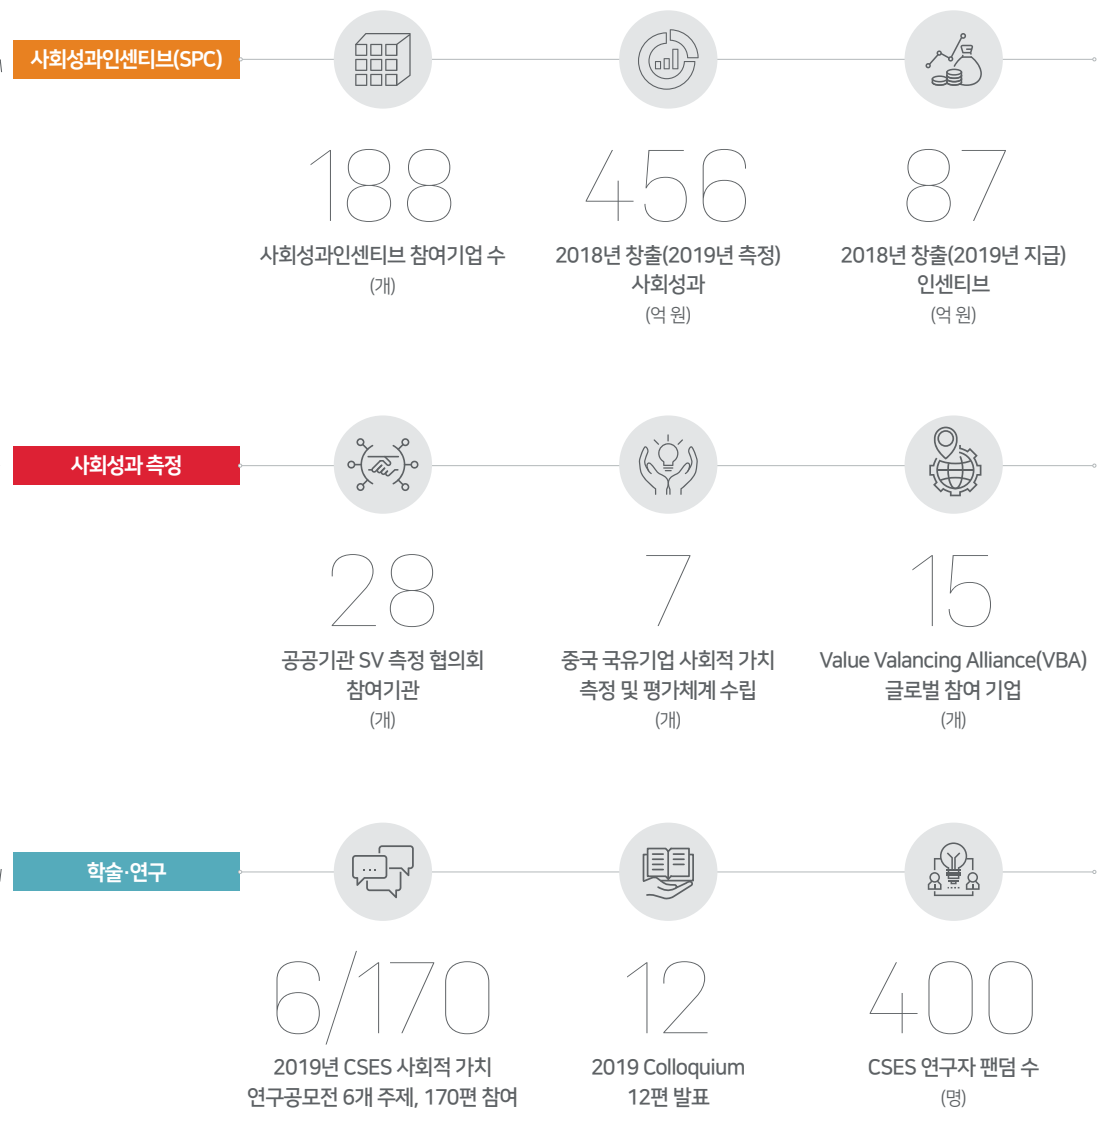 사회성과인센티브(SPC)
188
456
87
사회성과인센티브 참여기업 수
(개)
2018년 창출(2019년 측정)
사회성과
(억 원)
2018년 창출(2019년 지급)
인센티브
(억 원)
사회성과 측정
28
7
15
공공기관 SV 측정 협의회
참여기관
(개)
중국 국유기업 사회적 가치
측정 및 평가체계 수립
(개)
Value Valancing Alliance(VBA)
글로벌 참여 기업
(개)
학술·연구
6/170
12
400
2019년 CSES 사회적 가치
연구공모전 6개 주제, 170편 참여
2019 Colloquium
12편 발표
CSES 연구자 팬덤 수
(명)